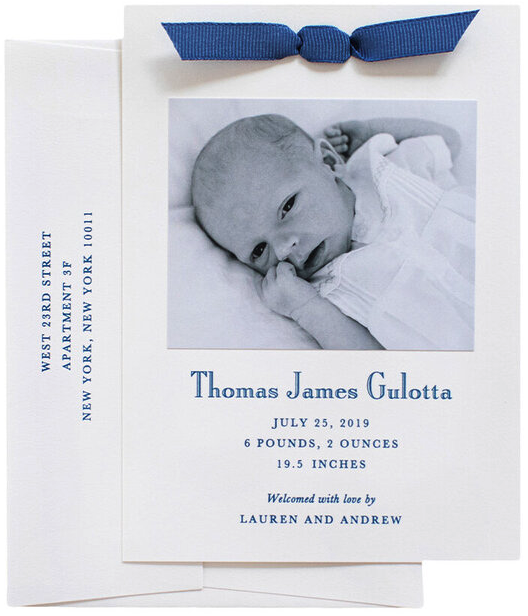 WEST 23RD STREET
APARTMENT 3F
NEW YORK, NEW YORK 10011
Thomas James Gulotta
JULY 25, 2019
6 POUNDS, 2 OUNCES
19.5 INCHES
Welcomed with love by
LAUREN AND ANDREW